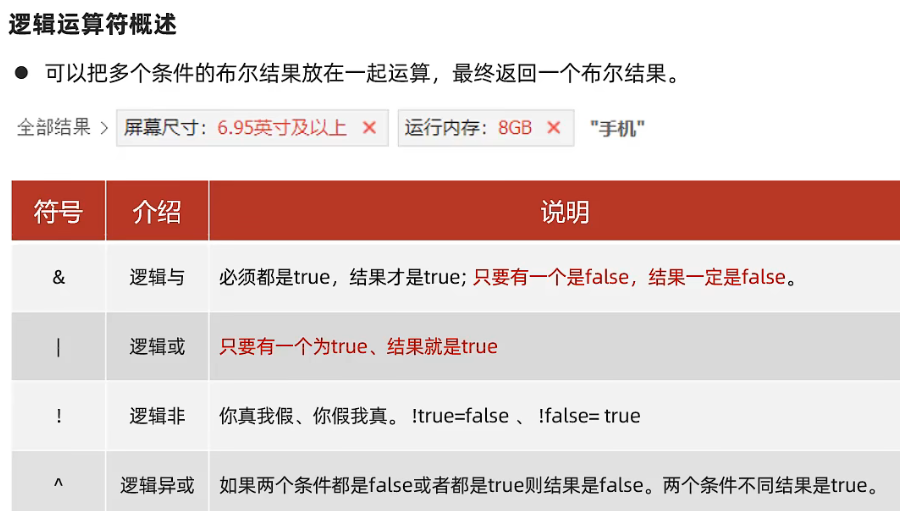 逻辑运算符概述
● 可以把多个条件的布尔结果放在一起运算，最终返回一个布尔结果。
全部结果 > 屏幕尺寸：6.95英寸及以上 × 运行内存：8GB × "手机"
符号 介绍 说明
& 逻辑与 必须都是true，结果才是true; 只要有一个是false，结果一定是false。
| 逻辑或 只要有一个为true、结果就是true
! 逻辑非 你真我假、你假我真。 !true=false 、 !false= true
^ 逻辑异或 如果两个条件都是false或者都是true则结果是false。两个条件不同结果是true。